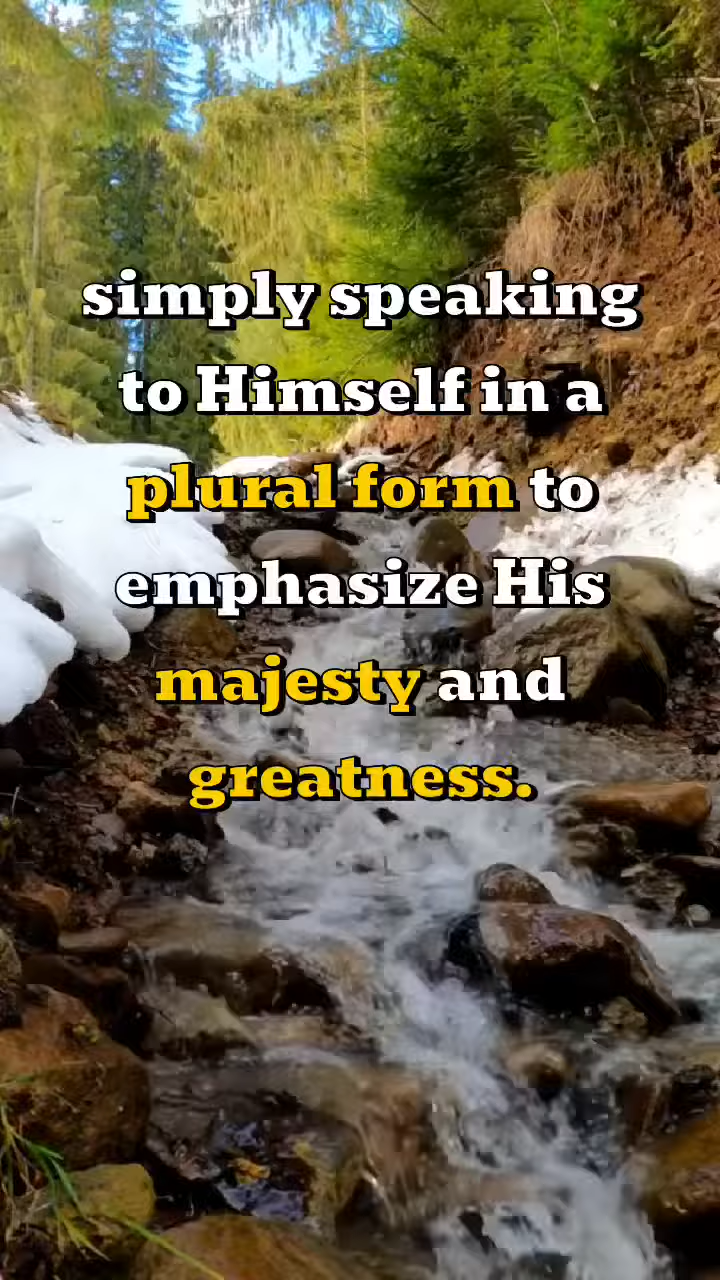 simply speaking
to Himself in a
plural form to
emphasize His
majesty and
greatness.